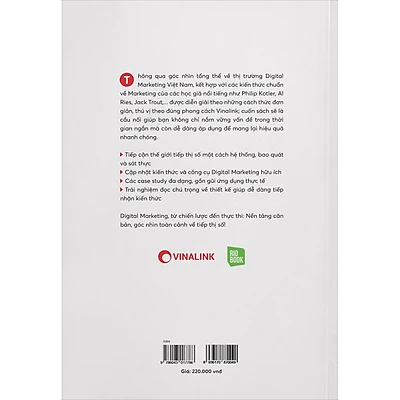 Thông qua góc nhìn tổng thể về thị trường Digital
Marketing Việt Nam, kết hợp với các kiến thức chuẩn
về Marketing của các học giả nổi tiếng như Philip Kotler, Al
Ries, Jack Trout,... được diễn giải theo những cách thức đơn
giản, thú vị theo đúng phong cách Vinalink; cuốn sách sẽ là
cầu nối giúp bạn không chỉ nắm vững vấn đề trong thời
gian ngắn mà còn dễ dàng áp dụng để mang lại hiệu quả
nhanh chóng.
Tiếp cận thế giới tiếp thị số một cách hệ thống, bao quát
và sát thực
Cập nhật kiến thức và công cụ Digital Marketing hữu ích
Các case study đa dạng, gần gũi ứng dụng thực tế
Trải nghiệm đọc chú trọng về thiết kế giúp dễ dàng tiếp
nhận kiến thức
Digital Marketing, từ chiến lược đến thực thi: Nền tảng căn
bản, góc nhìn toàn cảnh về tiếp thị số!
VINALINK
RIO
BOOK
Giá: 220.000 vnđ